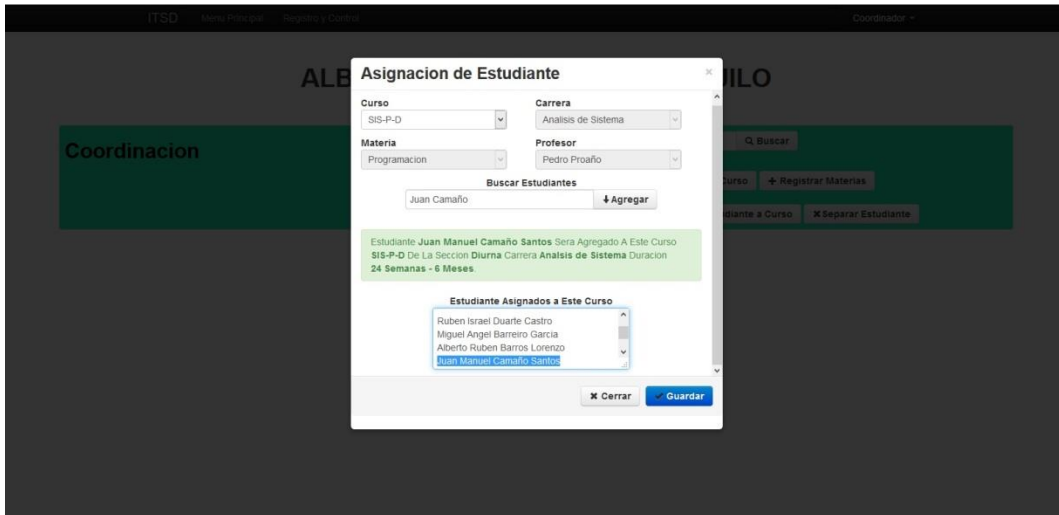 ITSD Menu Principal Registro y Control Coordinador
ALB ILO
Asignacion de Estudiante ×
Curso Carrera
SIS-P-D Analisis de Sistema
Materia Profesor
Programacion Pedro Proaño
Buscar Estudiantes
Juan Camaño Agregar
Estudiante Juan Manuel Camaño Santos Sera Agregado A Este Curso
SIS-P-D De La Seccion Diurna Carrera Analsis de Sistema Duracion
24 Semanas - 6 Meses.
Estudiante Asignados a Este Curso
Ruben Israel Duarte Castro
Miguel Angel Barreiro Garcia
Alberto Ruben Barros Lorenzo
Juan Manuel Camaño Santos
Cerrar Guardar
Coordinacion
Buscar
Curso Registrar Materias
diante a Curso Separar Estudiante